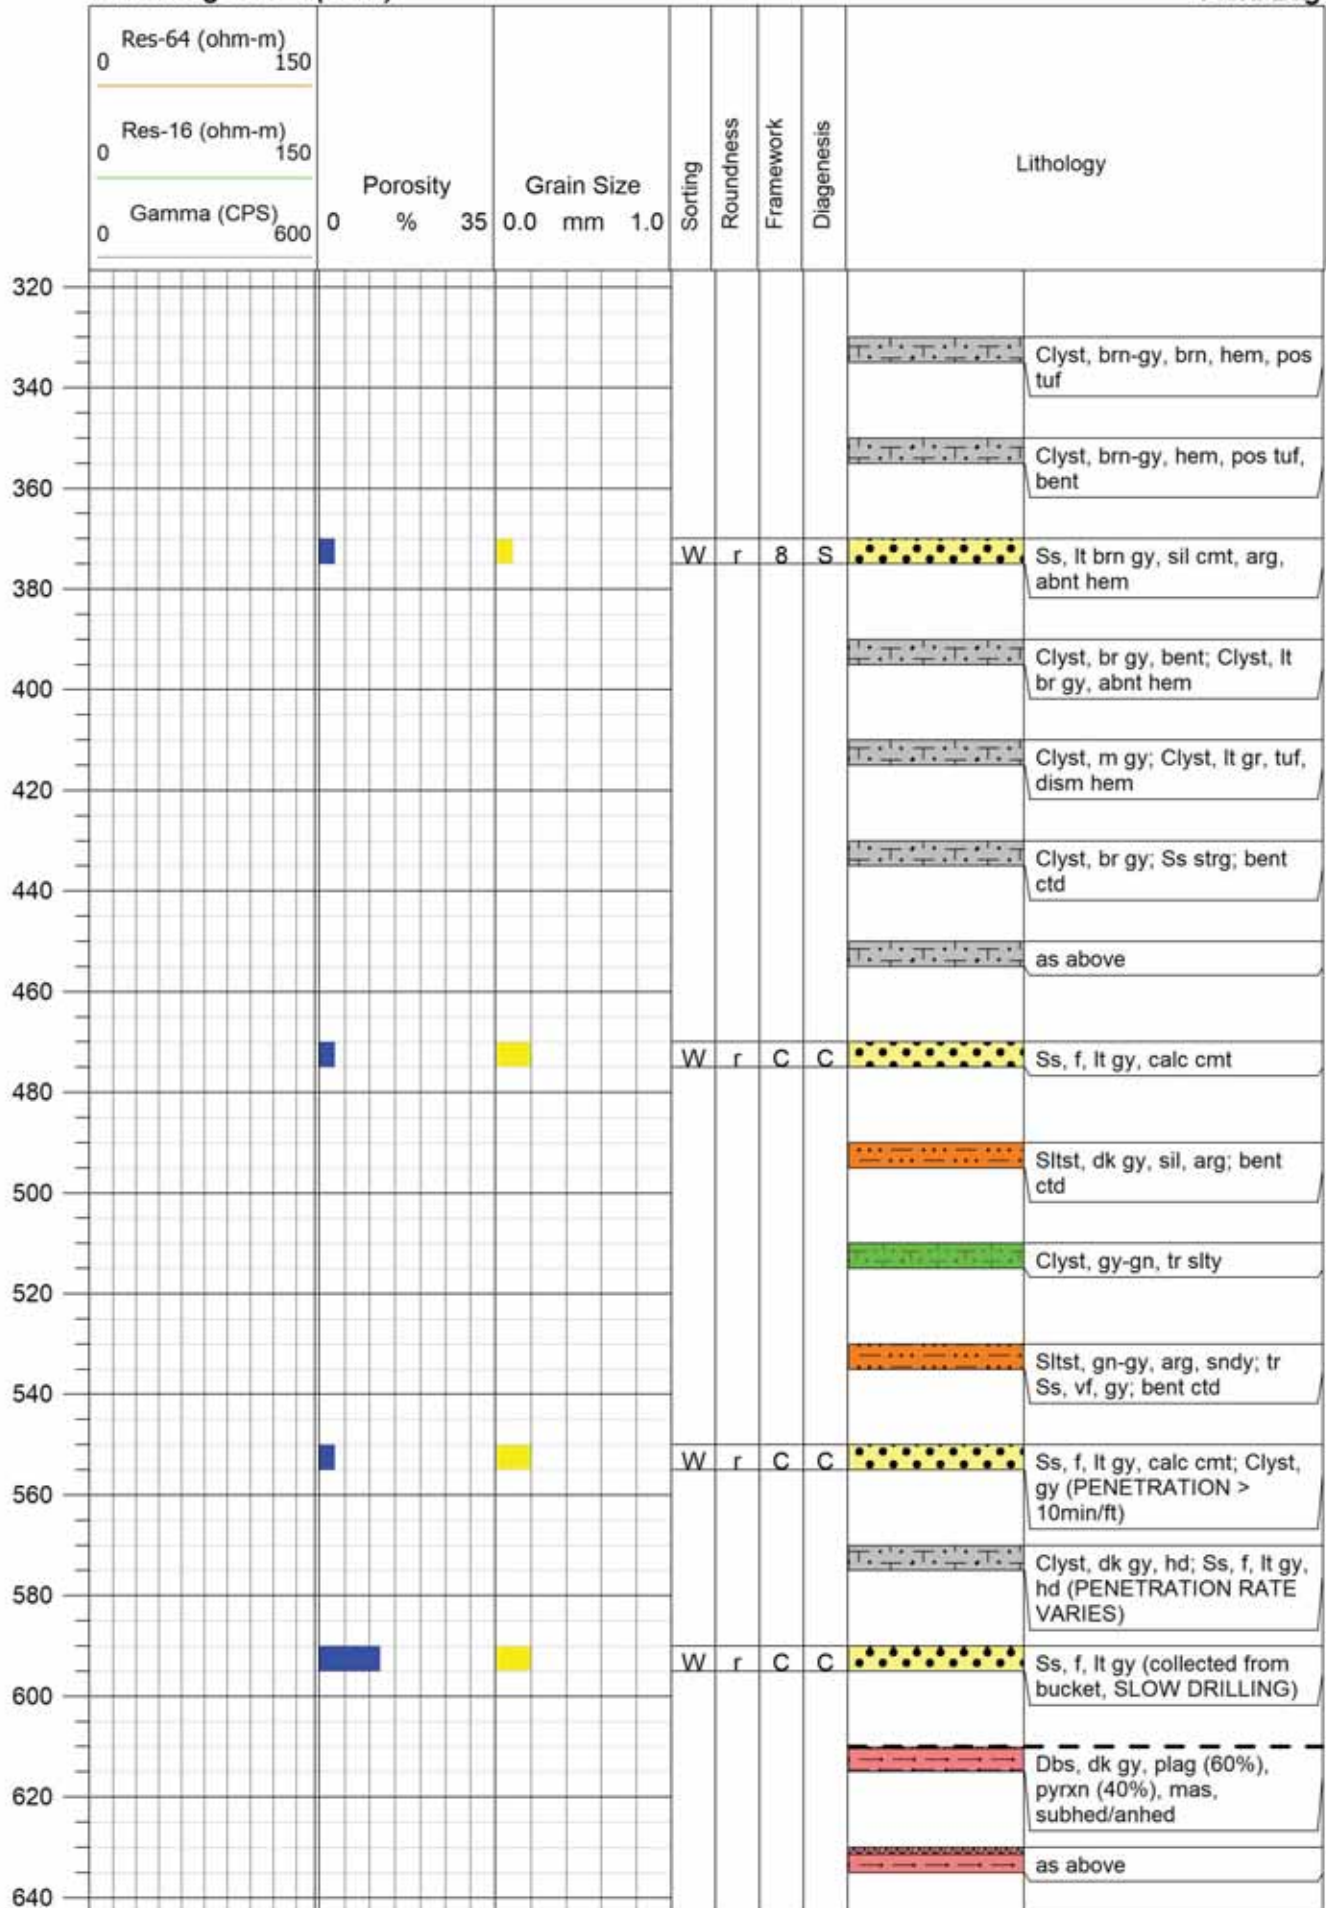 Res-64 (ohm-m)
0 150
Res-16 (ohm-m)
0 150
Gamma (CPS)
0 600
Porosity
0 % 35
Grain Size
0.0 mm 1.0
Sorting
Roundness
Framework
Diagenesis
Lithology
320
Clyst, brn-gy, brn, hem, pos
tuf
340
Clyst, brn-gy, hem, pos tuf,
bent
360
W r 8 S
Ss, lt brn gy, sil cmt, arg,
abnt hem
380
Clyst, br gy, bent; Clyst, lt
br gy, abnt hem
400
Clyst, m gy; Clyst, lt gr, tuf,
dism hem
420
Clyst, br gy; Ss strg; bent
ctd
440
as above
460
W r C C
Ss, f, lt gy, calc cmt
480
Sltst, dk gy, sil, arg; bent
ctd
500
Clyst, gy-gn, tr slty
520
Sltst, gn-gy, arg, sndy; tr
Ss, vf, gy; bent ctd
540
W r C C
Ss, f, lt gy, calc cmt; Clyst,
gy (PENETRATION >
10min/ft)
560
Clyst, dk gy, hd; Ss, f, lt gy,
hd (PENETRATION RATE
VARIES)
580
W r C C
Ss, f, lt gy (collected from
bucket, SLOW DRILLING)
600
Dbs, dk gy, plag (60%),
pyrxn (40%), mas,
subhed/anhed
620
as above
640